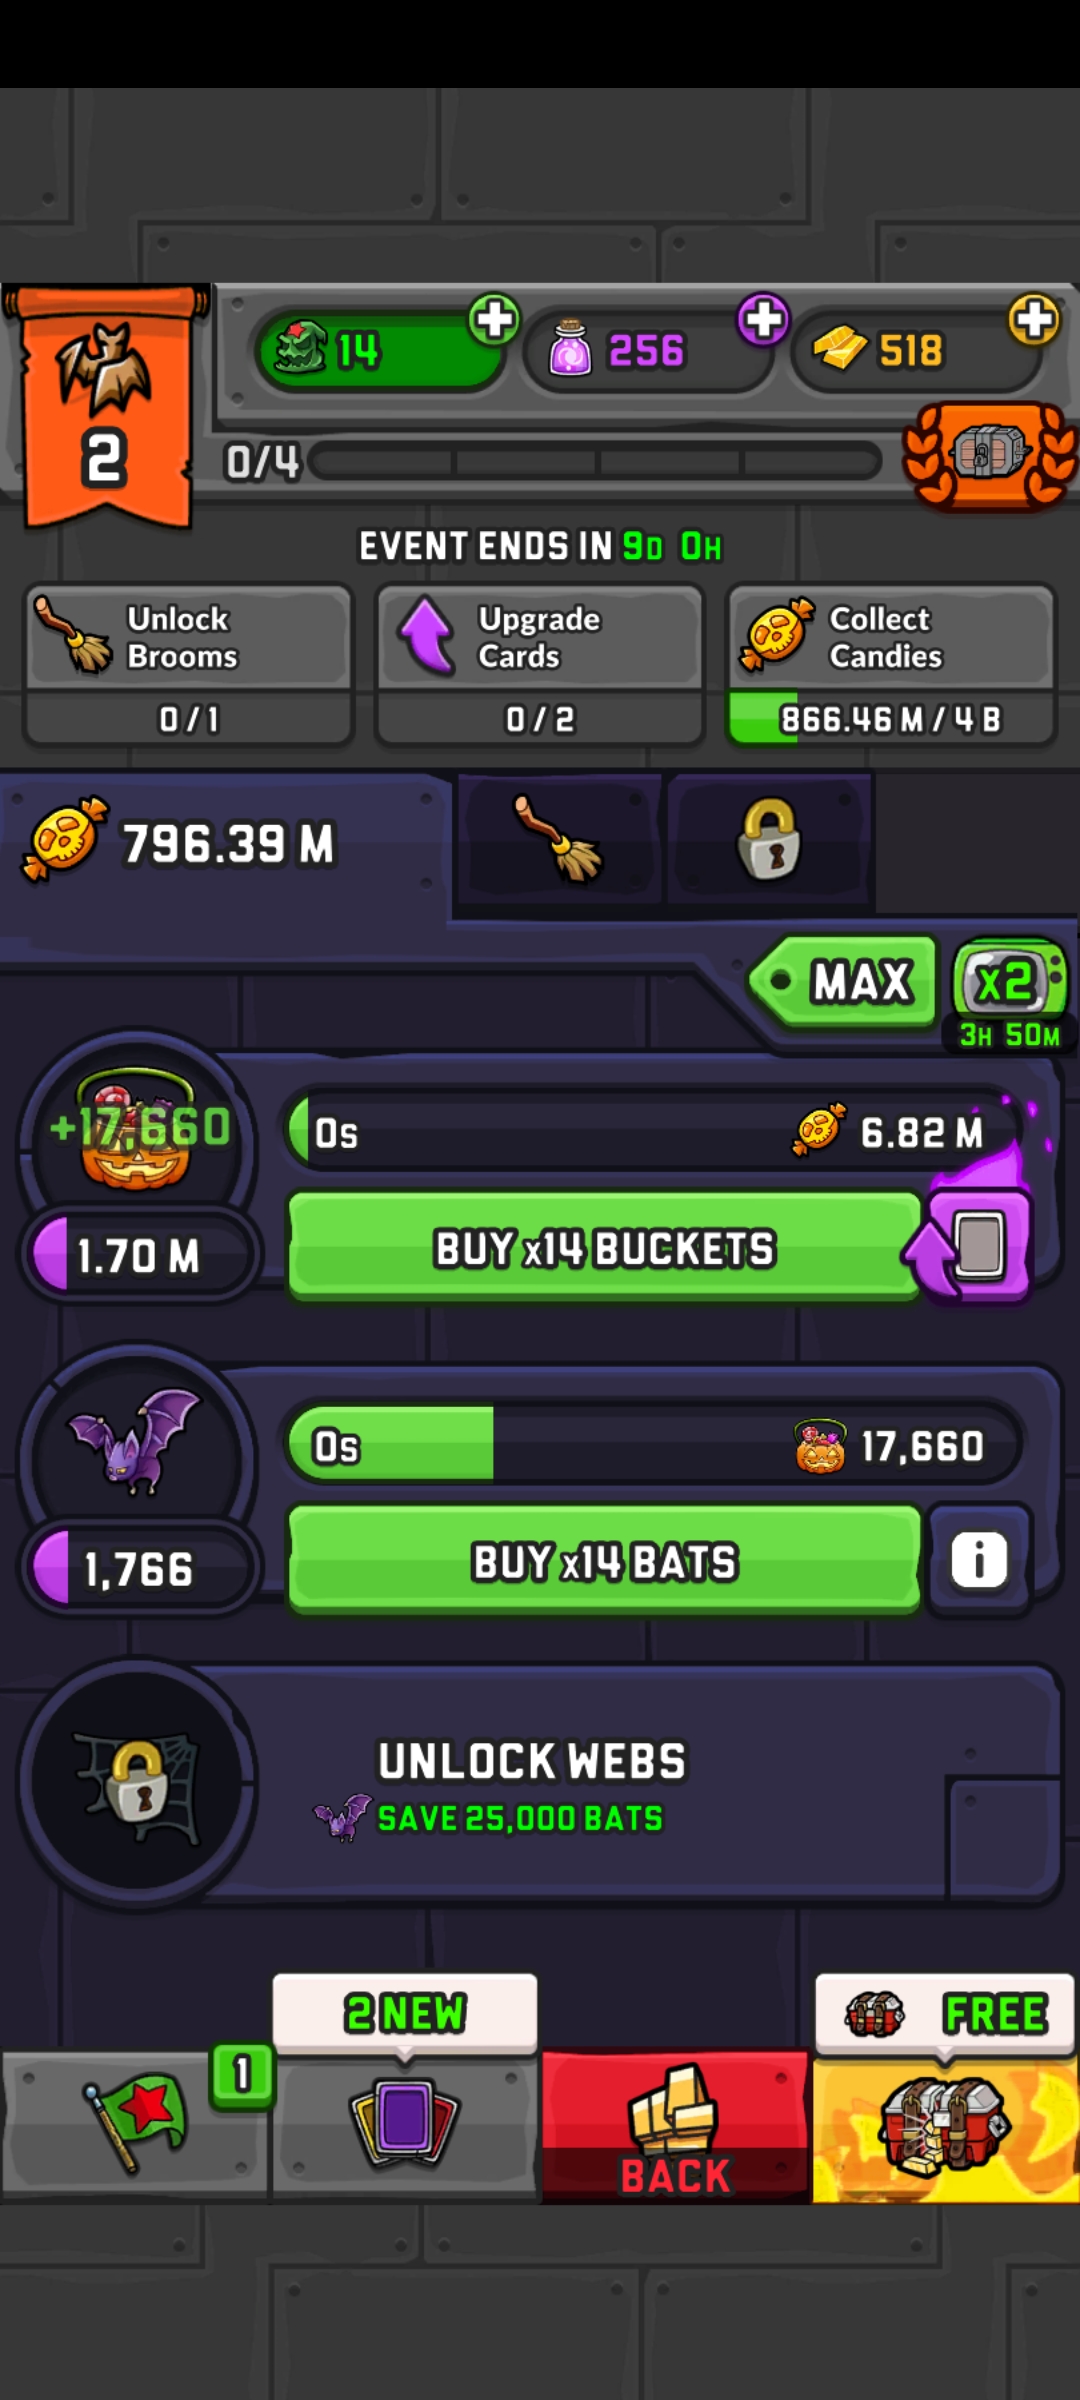 14
256
518
2
0/4
EVENT ENDS IN 9D 0H
Unlock
Brooms
0 / 1
Upgrade
Cards
0 / 2
Collect
Candies
866.46 M / 4 B
796.39 M
MAX
x2
3H 50M
+17,660
0s
6.82 M
1.70 M
BUY x14 BUCKETS
0s
17,660
1,766
BUY x14 BATS
i
UNLOCK WEBS
SAVE 25,000 BATS
2 NEW
FREE
1
BACK